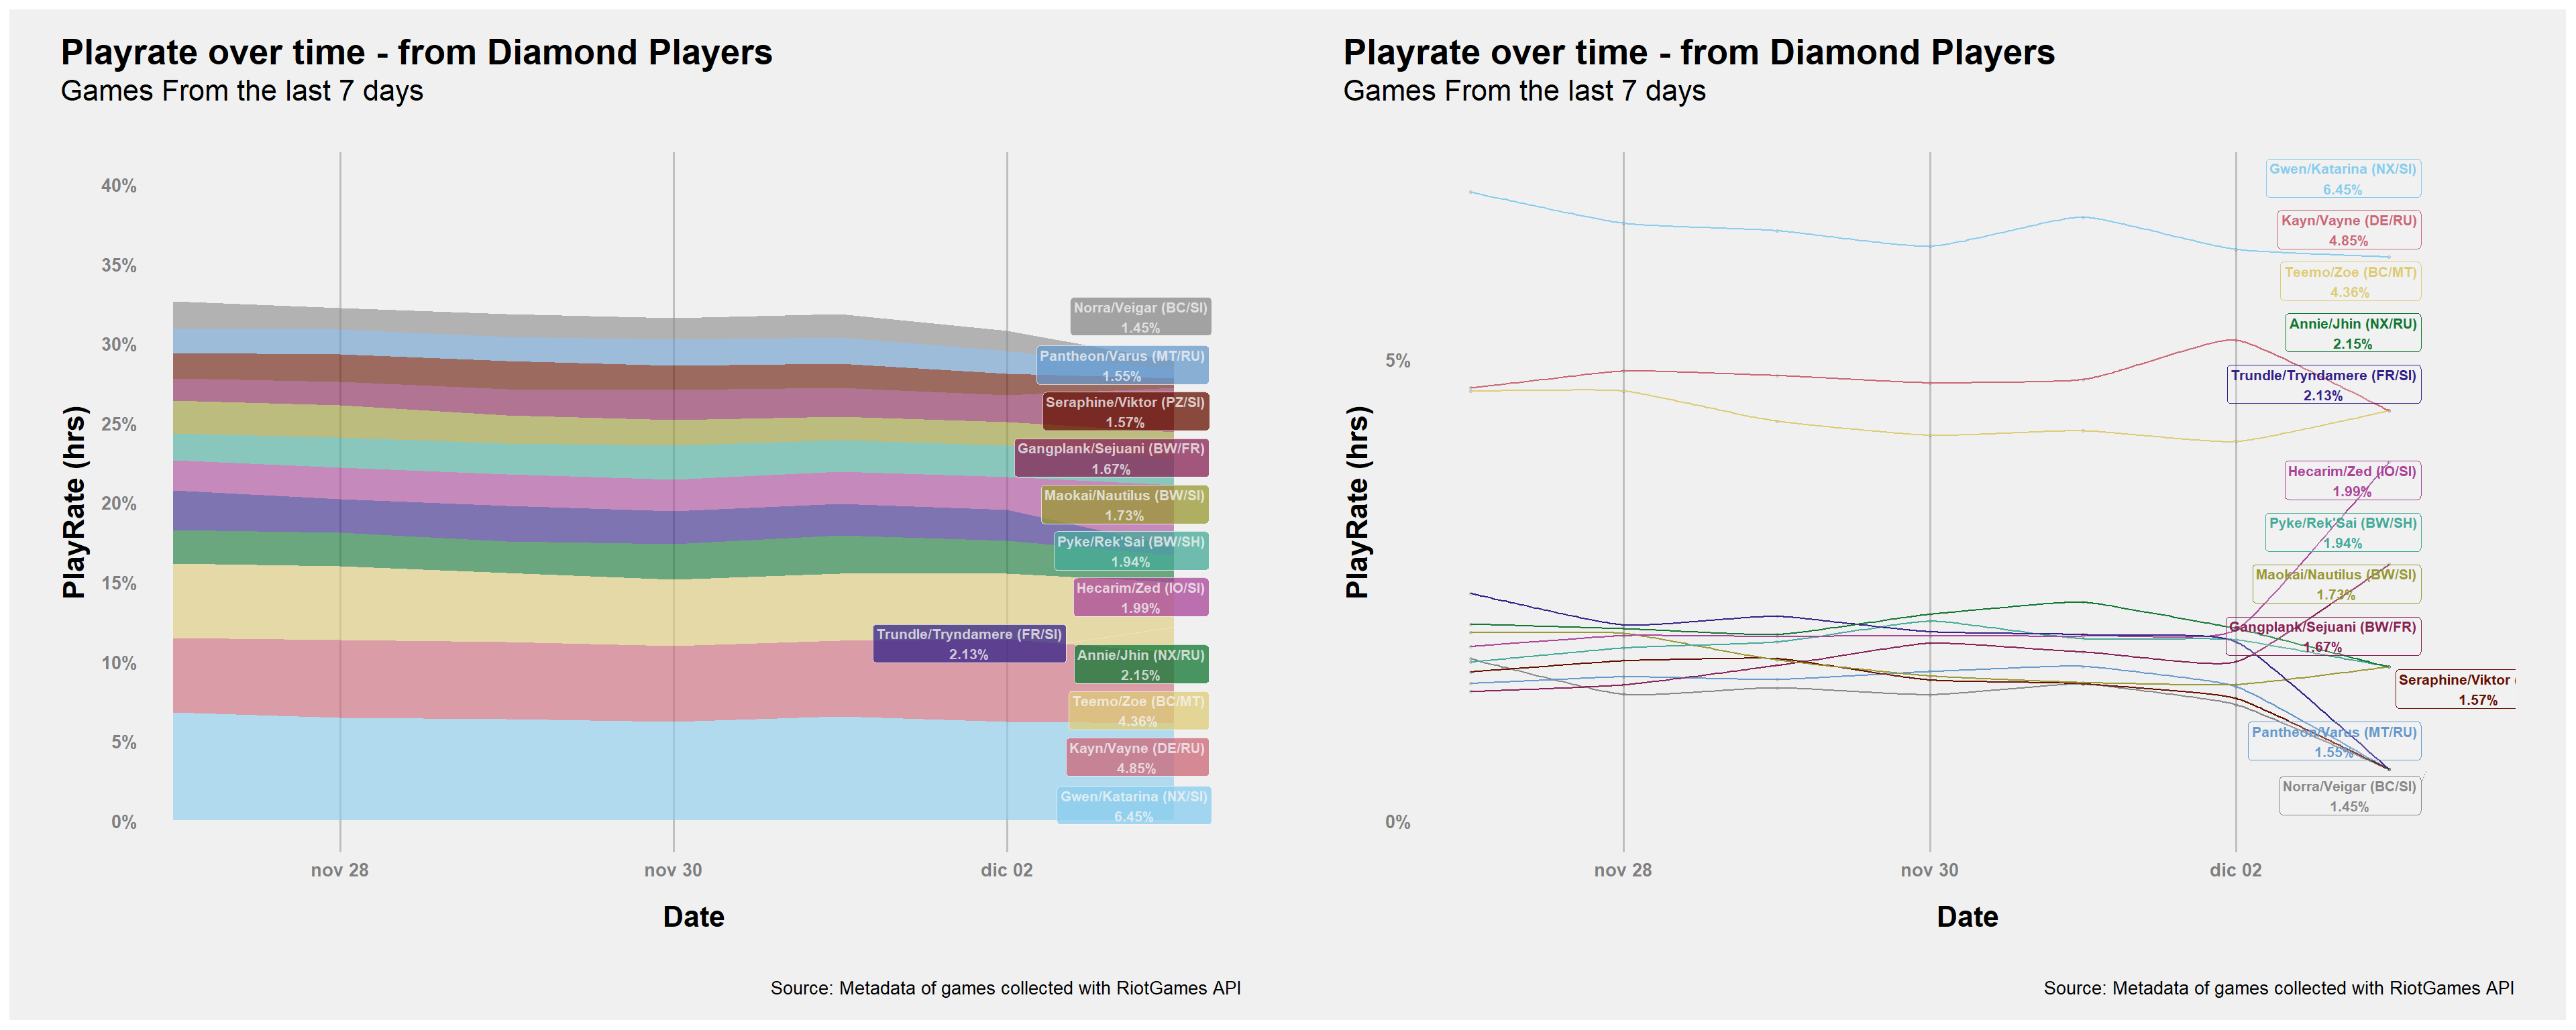 Playrate over time - from Diamond Players
Games From the last 7 days
PlayRate (hrs)
40%
35%
30%
25%
20%
15%
10%
5%
0%
Norra/Veigar (BC/SI)
1.45%
Pantheon/Varus (MT/RU)
1.55%
Seraphine/Viktor (PZ/SI)
1.57%
Gangplank/Sejuani (BW/FR)
1.67%
Maokai/Nautilus (BW/SI)
1.73%
Pyke/Rek'Sai (BW/SH)
1.94%
Hecarim/Zed (IO/SI)
1.99%
Trundle/Tryndamere (FR/SI)
2.13%
Annie/Jhin (NX/RU)
2.15%
Teemo/Zoe (BC/MT)
4.36%
Kayn/Vayne (DE/RU)
4.85%
Gwen/Katarina (NX/SI)
6.45%
nov 28
nov 30
dic 02
Date
Source: Metadata of games collected with RiotGames API
Playrate over time - from Diamond Players
Games From the last 7 days
PlayRate (hrs)
5%
0%
Gwen/Katarina (NX/SI)
6.45%
Kayn/Vayne (DE/RU)
4.85%
Teemo/Zoe (BC/MT)
4.36%
Annie/Jhin (NX/RU)
2.15%
Trundle/Tryndamere (FR/SI)
2.13%
Hecarim/Zed (IO/SI)
1.99%
Pyke/Rek'Sai (BW/SH)
1.94%
Maokai/Nautilus (BW/SI)
1.73%
Gangplank/Sejuani (BW/FR)
1.67%
Seraphine/Viktor (
1.57%
Pantheon/Varus (MT/RU)
1.55%
Norra/Veigar (BC/SI)
1.45%
nov 28
nov 30
dic 02
Date
Source: Metadata of games collected with RiotGames API